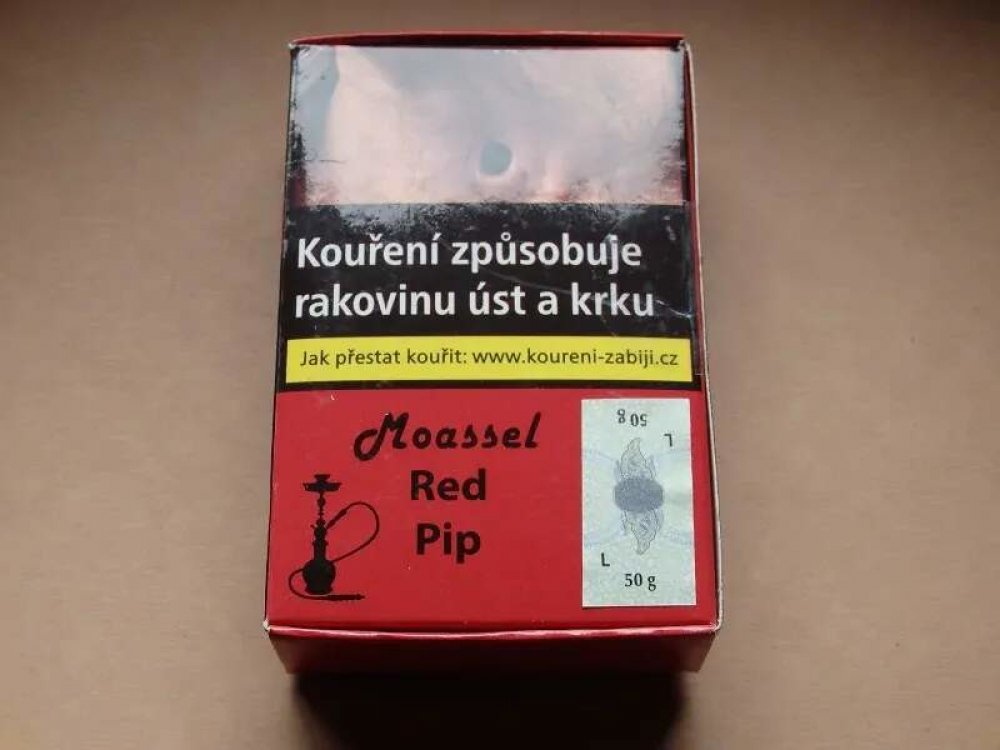 Kouření způsobuje
rakovinu úst a krku
Jak přestat kouřit: www.koureni-zabiji.cz
Moassel
Red
Pip
50 g
L
L
50 g